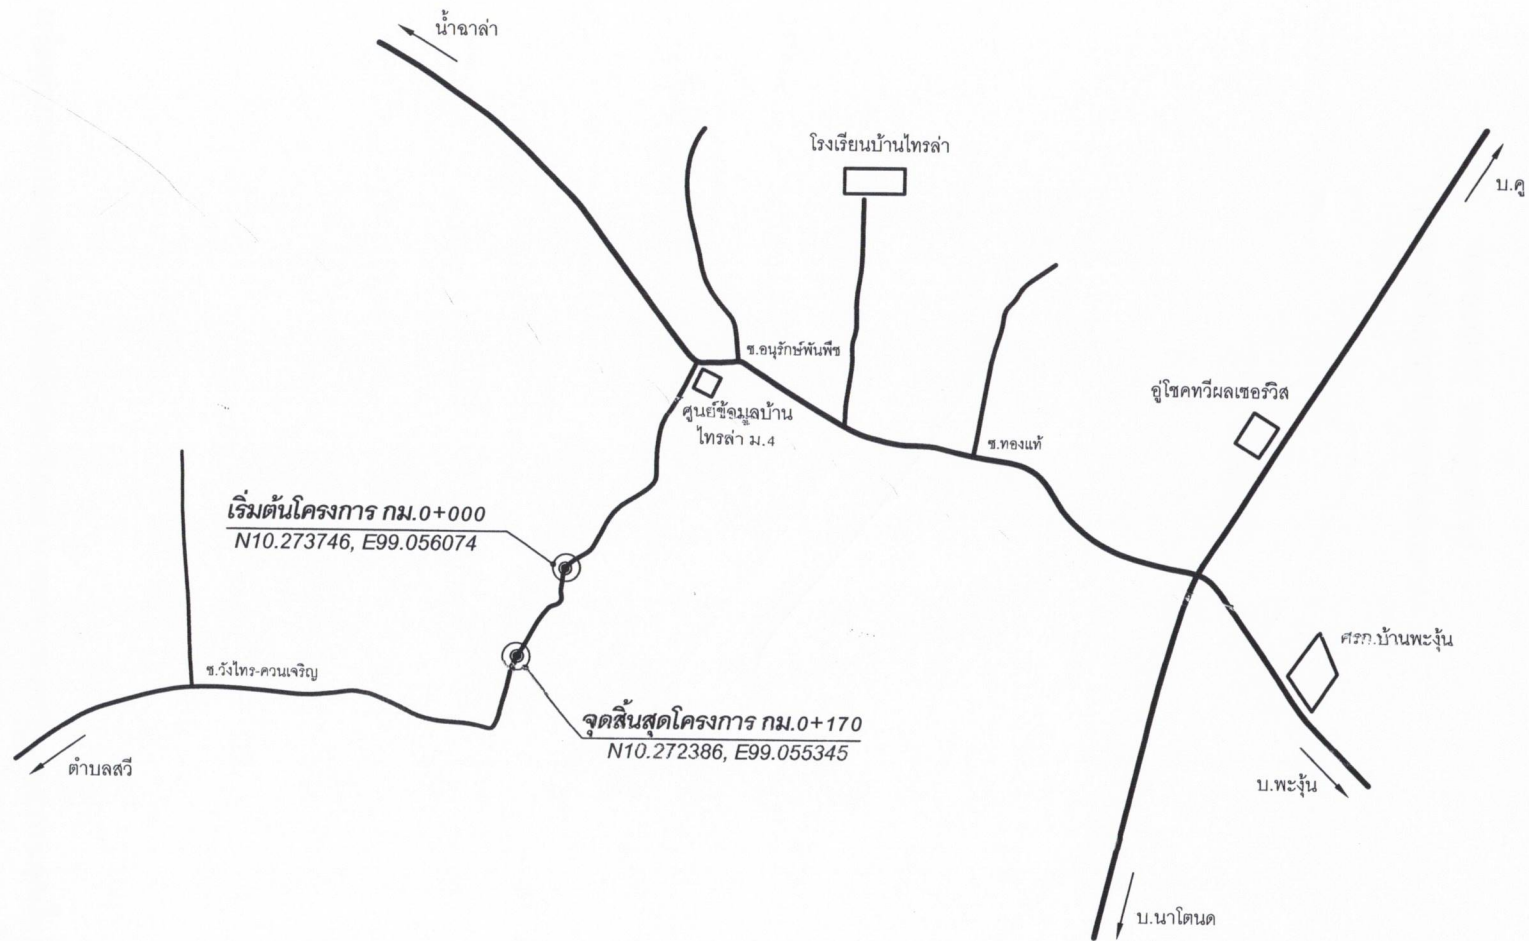 น้ำฉาล่า
โรงเรียนบ้านไทรล่า
บ.คู
ซ.อนุรักษ์พันพืช
อู่โชคทวีผลเซอร์วิส
ศูนย์ข้อมูลบ้าน
ไทรล่า ม.4
ซ.ทองแท้
เริ่มต้นโครงการ กม.0+000
N10.273746, E99.056074
ศรก.บ้านพะงุ้น
ซ.วังไทร-ควนเจริญ
จุดสิ้นสุดโครงการ กม.0+170
N10.272386, E99.055345
ตำบลสวี
บ.พะงุ้น
บ.นาโตนด